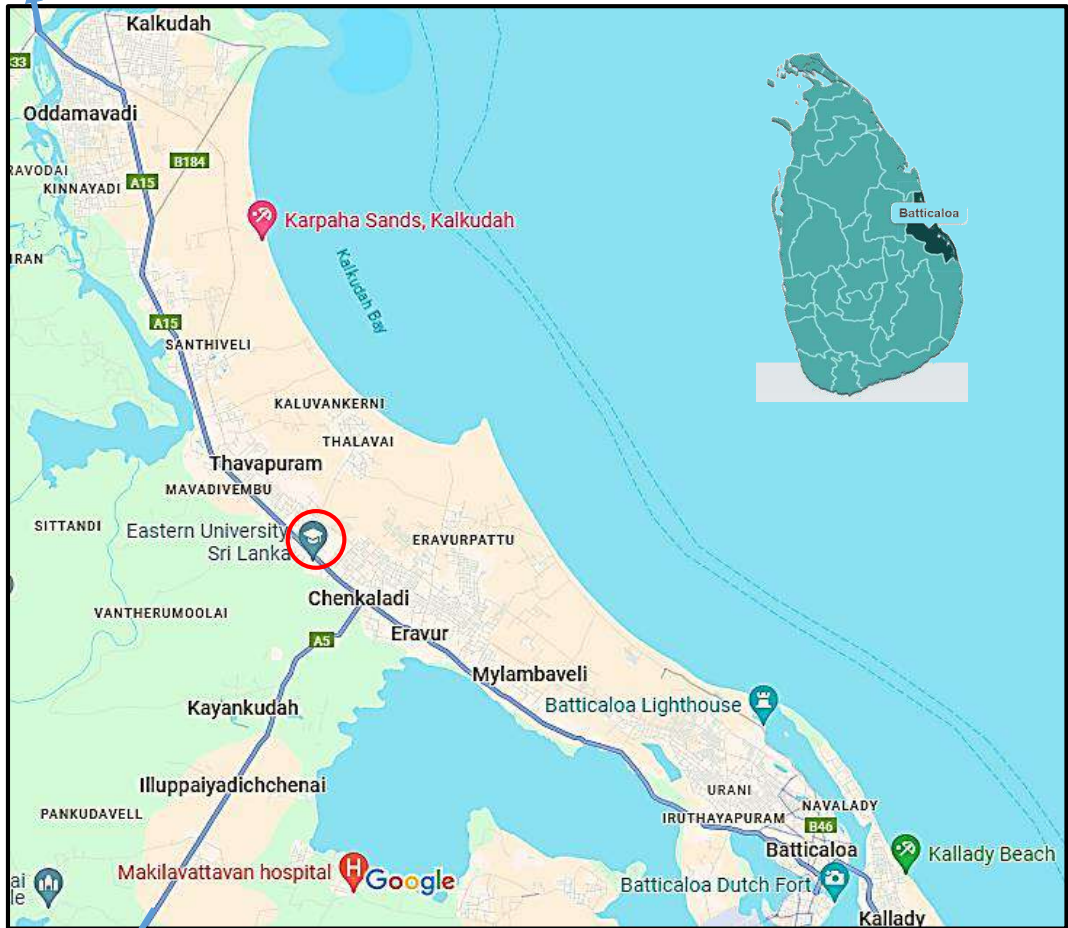 Kalkudah
33
Oddamavadi
B184
RAVODAI
A15
KINNAYADI
Batticaloa
Karpaha Sands, Kalkudah
IRAN
Kalkudah Bay
A15
SANTHIVELI
KALUVANKERNI
THALAVAI
Thavapuram
MAVADIVEMBU
SITTANDI
Eastern University
Sri Lanka
ERAVURPATTU
Chenkaladi
VANTHERUMOOLAI
A5
Eravur
Mylambaveli
Kayankudah
Batticaloa Lighthouse
Illuppaiyadichchenai
URANI
PANKUDAVELL
NAVALADY
IRUTHAYAPURAM
B46
Batticaloa
Kallady Beach
Makilavattavan hospital
H
Google
ai
le
Batticaloa Dutch Fort
Kallady